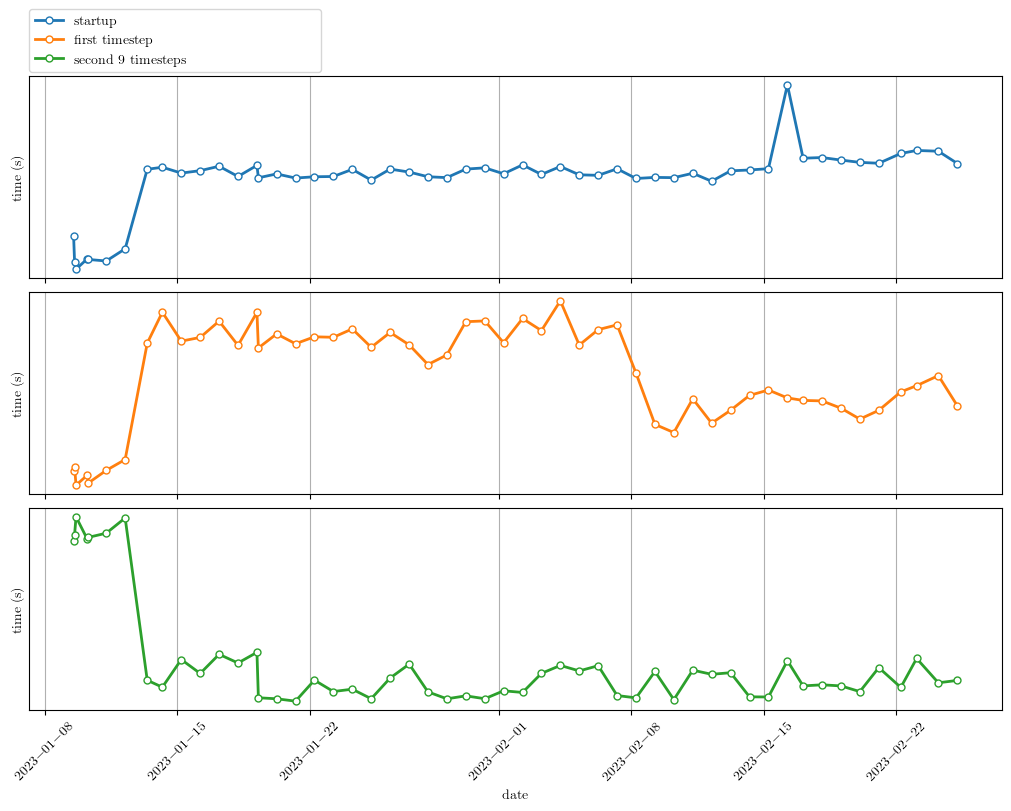 startup
first timestep
second 9 timesteps
time (s)
time (s)
time (s)
2023−01−08
2023−01−15
2023−01−22
2023−02−01
2023−02−08
2023−02−15
2023−02−22
date